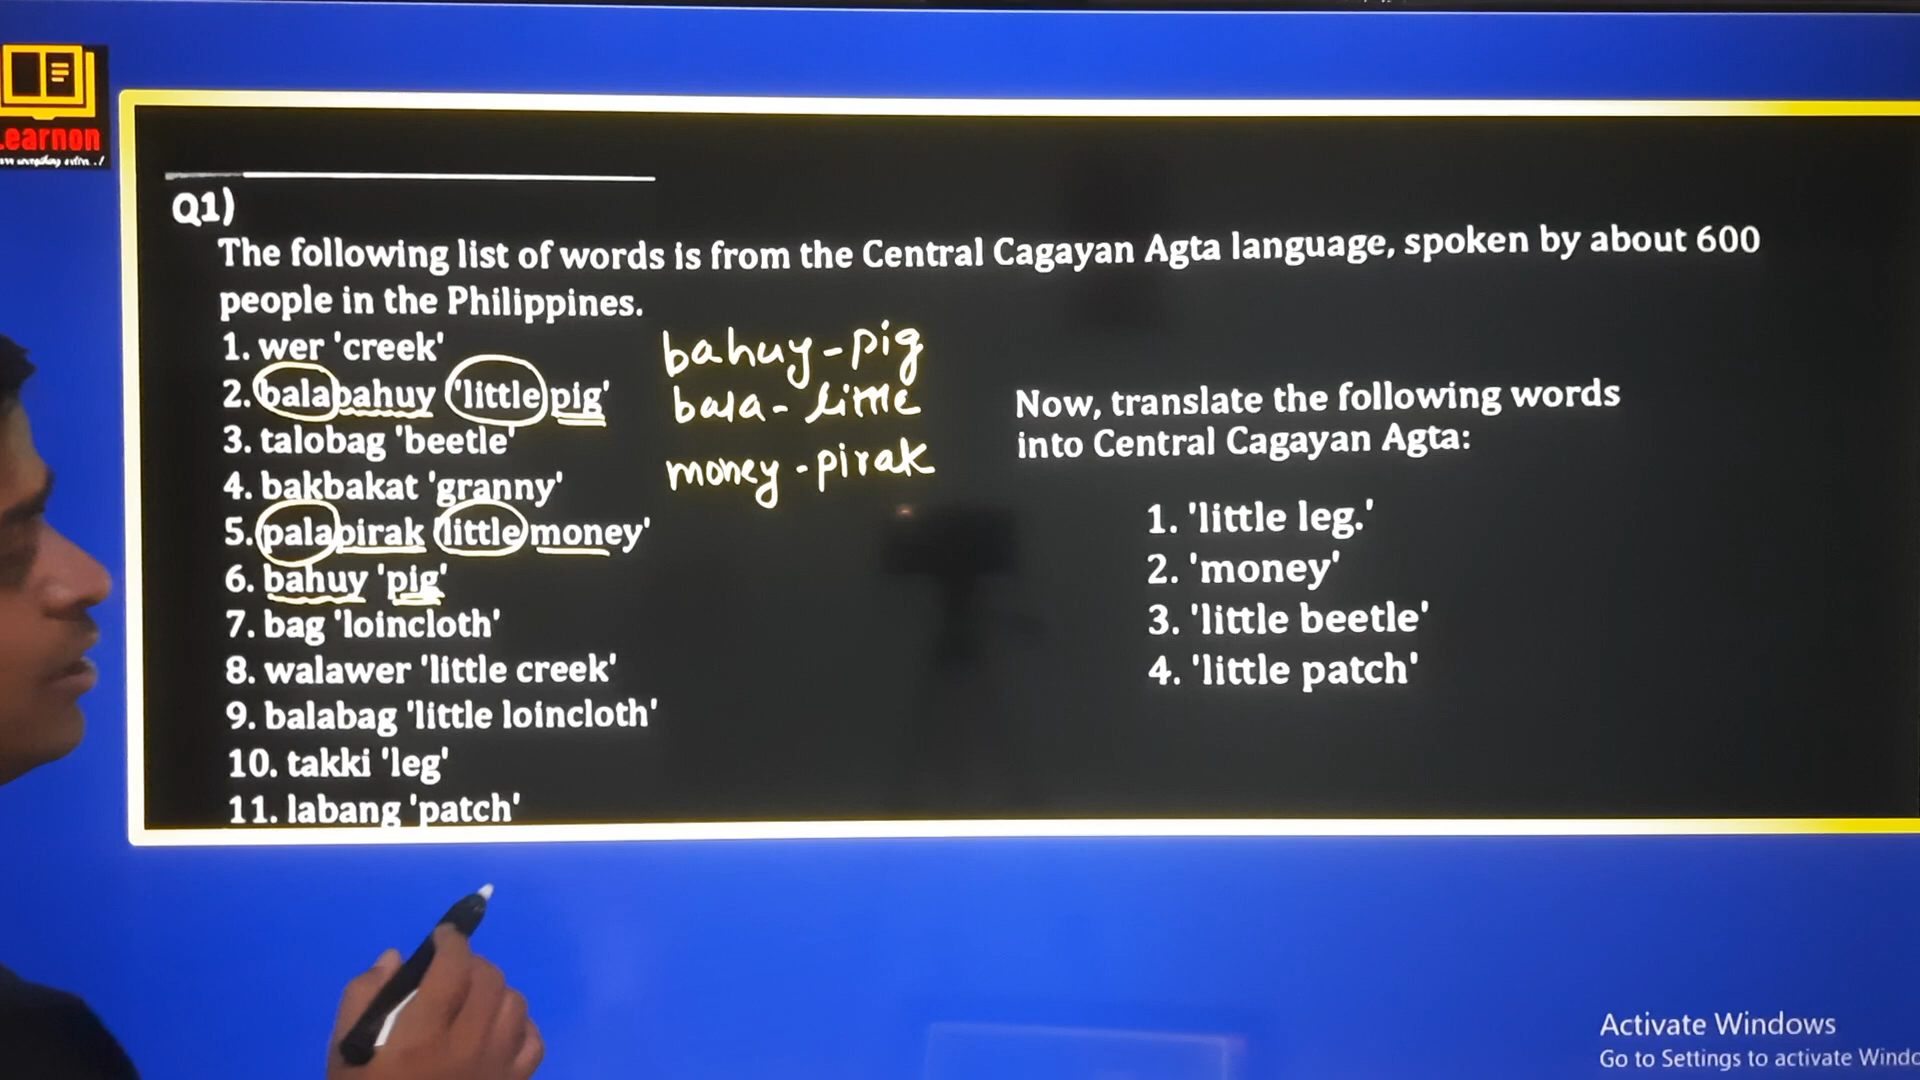 Learnon
Q1)
The following list of words is from the Central Cagayan Agta language, spoken by about 600
people in the Philippines.
1. wer 'creek'
2. balabahuy 'little pig'
3. talobag 'beetle'
4. bakbakat 'granny'
5. palapirak 'little money'
6. bahuy 'pig'
7. bag 'loincloth'
8. walawer 'little creek'
9. balabag 'little loincloth'
10. takki 'leg'
11. labang 'patch'
bahuy - pig
bala - little
money - pirak
Now, translate the following words
into Central Cagayan Agta:
1. 'little leg.'
2. 'money'
3. 'little beetle'
4. 'little patch'
Activate Windows
Go to Settings to activate Windo